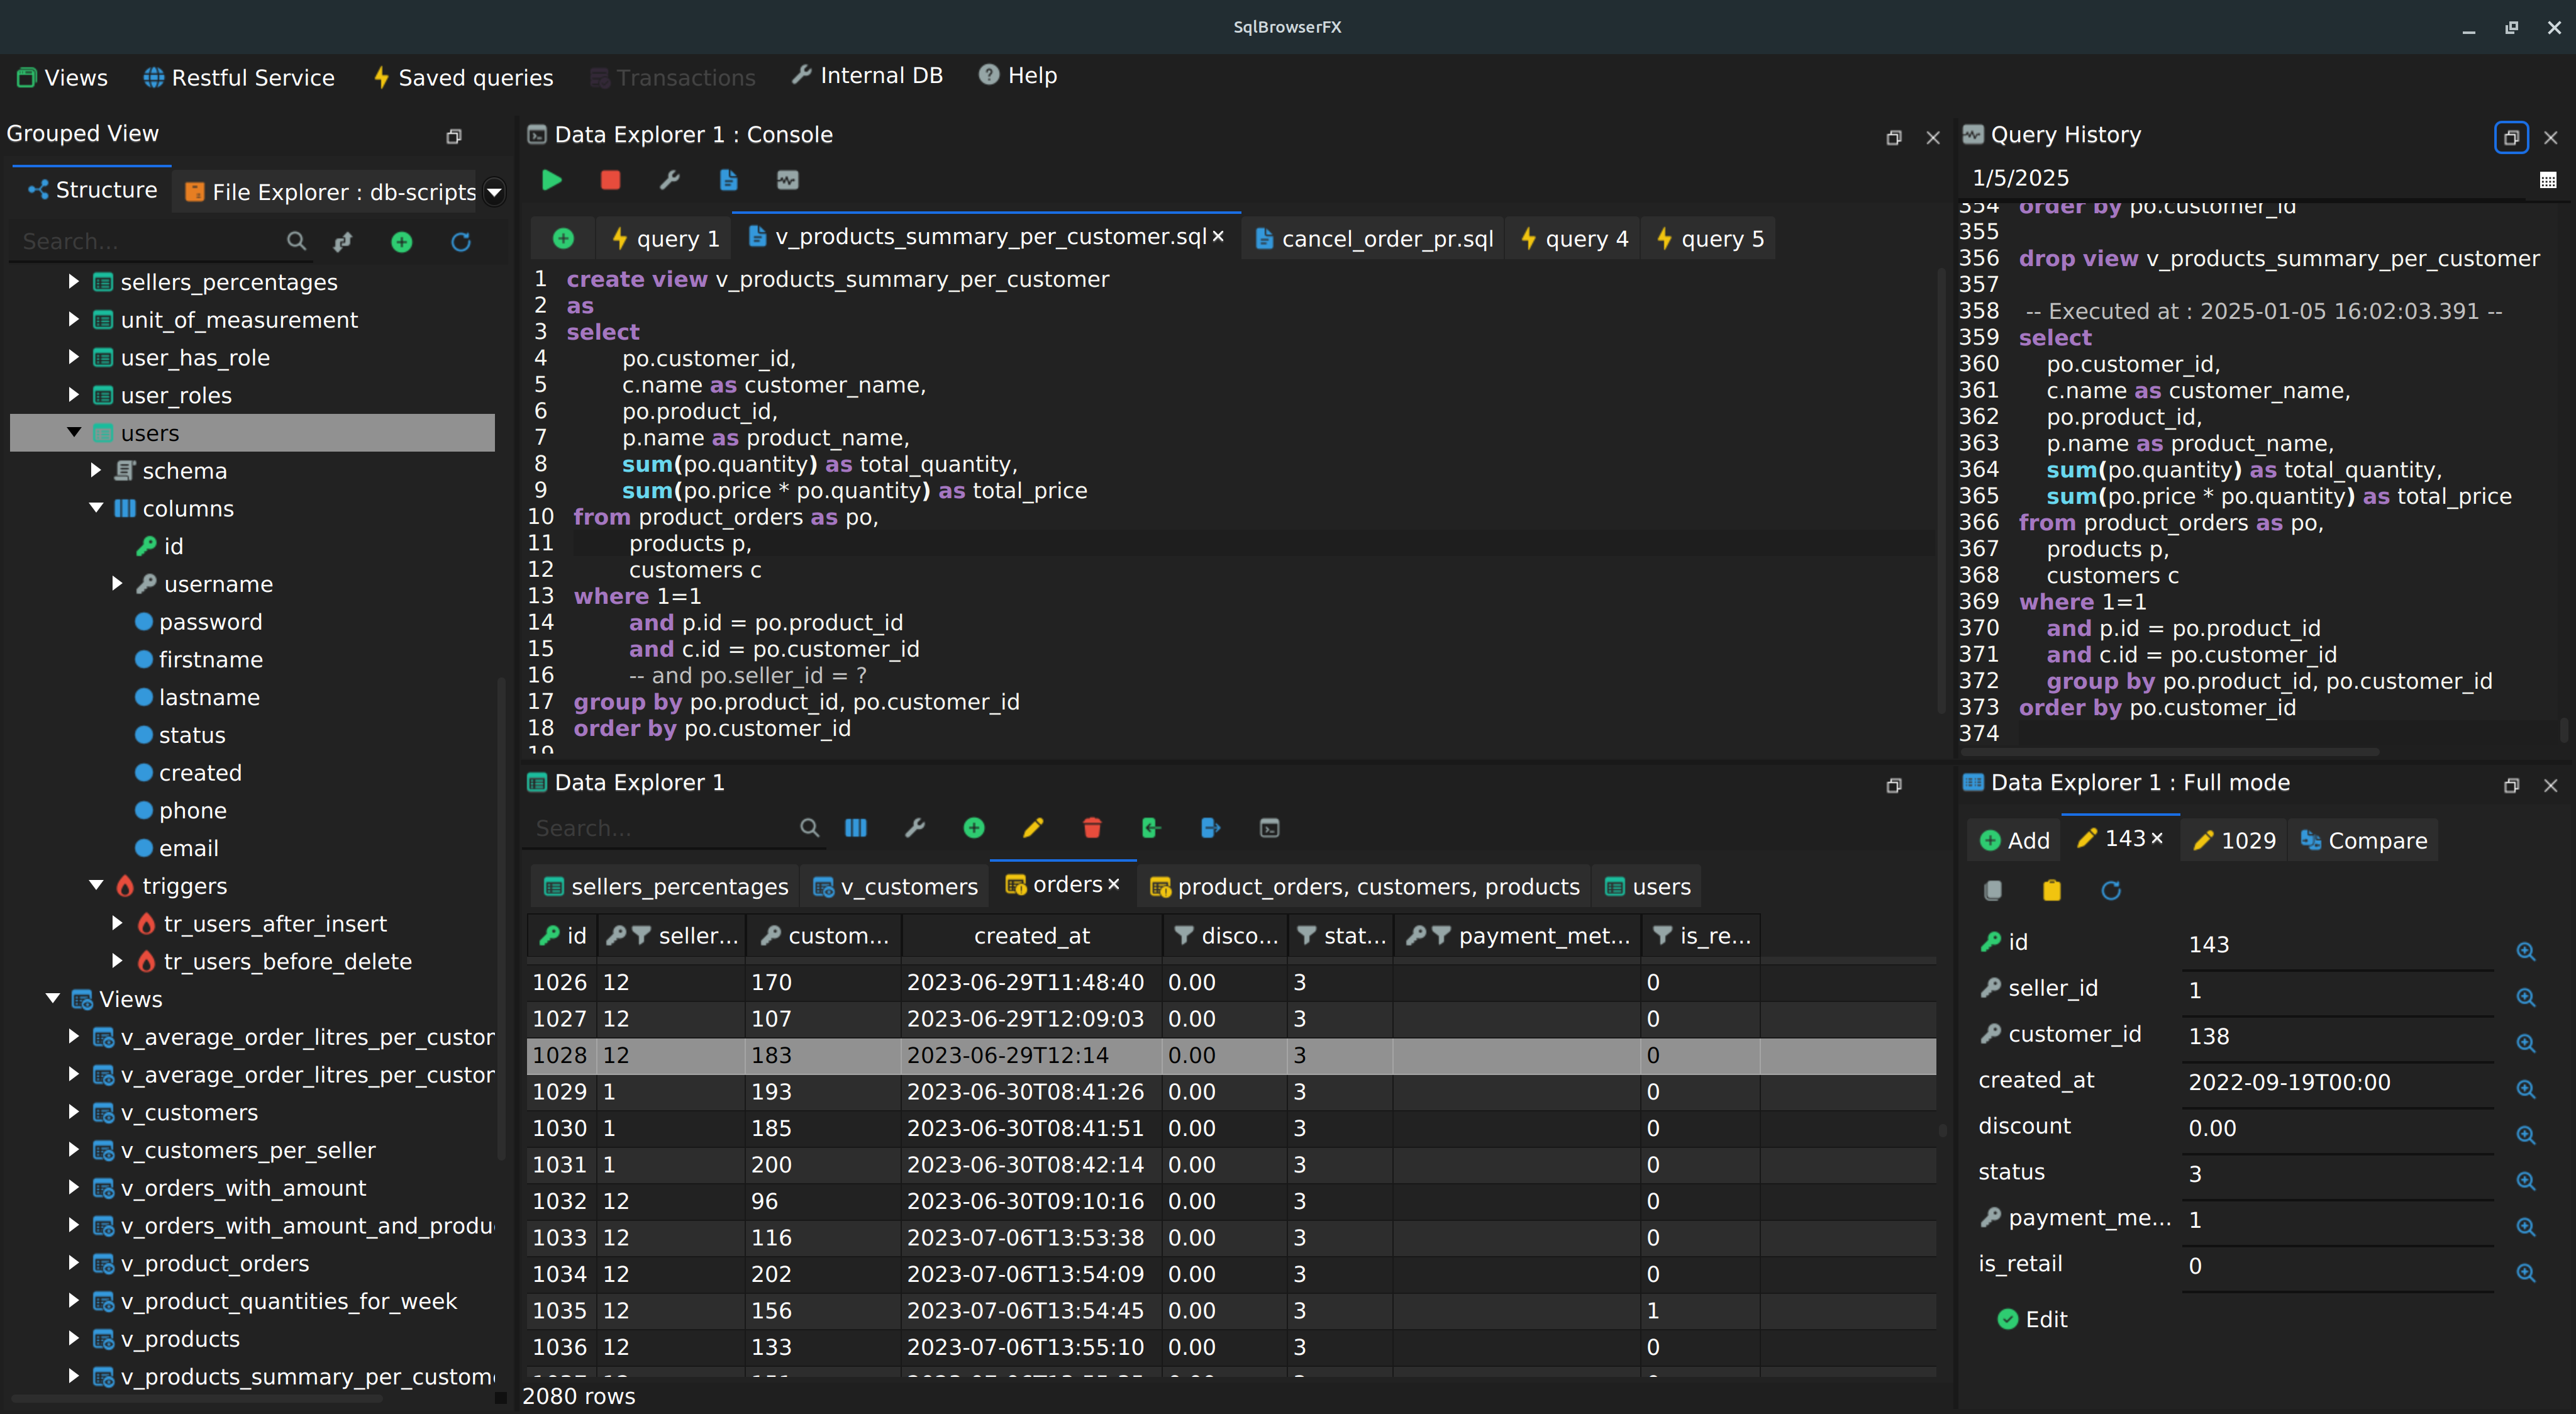 SqlBrowserFX
Views
Restful Service
Saved queries
Transactions
Internal DB
Help
Grouped View
Structure
File Explorer : db-scripts
Search...
sellers_percentages
unit_of_measurement
user_has_role
user_roles
users
schema
columns
id
username
password
firstname
lastname
status
created
phone
email
triggers
tr_users_after_insert
tr_users_before_delete
Views
v_average_order_litres_per_custor
v_average_order_litres_per_custor
v_customers
v_customers_per_seller
v_orders_with_amount
v_orders_with_amount_and_produ
v_product_orders
v_product_quantities_for_week
v_products
v_products_summary_per_custom
Data Explorer 1 : Console
query 1
v_products_summary_per_customer.sql
cancel_order_pr.sql
query 4
query 5
1 create view v_products_summary_per_customer
2 as
3 select
4 po.customer_id,
5 c.name as customer_name,
6 po.product_id,
7 p.name as product_name,
8 sum(po.quantity) as total_quantity,
9 sum(po.price * po.quantity) as total_price
10 from product_orders as po,
11 products p,
12 customers c
13 where 1=1
14 and p.id = po.product_id
15 and c.id = po.customer_id
16 -- and po.seller_id = ?
17 group by po.product_id, po.customer_id
18 order by po.customer_id
19
Query History
1/5/2025
354 order by po.customer_id
355
356 drop view v_products_summary_per_customer
357
358 -- Executed at : 2025-01-05 16:02:03.391 --
359 select
360 po.customer_id,
361 c.name as customer_name,
362 po.product_id,
363 p.name as product_name,
364 sum(po.quantity) as total_quantity,
365 sum(po.price * po.quantity) as total_price
366 from product_orders as po,
367 products p,
368 customers c
369 where 1=1
370 and p.id = po.product_id
371 and c.id = po.customer_id
372 group by po.product_id, po.customer_id
373 order by po.customer_id
374
Data Explorer 1
Search...
sellers_percentages
v_customers
orders
product_orders, customers, products
users
id seller... custom... created_at disco... stat... payment_met... is_re...
1026 12 170 2023-06-29T11:48:40 0.00 3 0
1027 12 107 2023-06-29T12:09:03 0.00 3 0
1028 12 183 2023-06-29T12:14 0.00 3 0
1029 1 193 2023-06-30T08:41:26 0.00 3 0
1030 1 185 2023-06-30T08:41:51 0.00 3 0
1031 1 200 2023-06-30T08:42:14 0.00 3 0
1032 12 96 2023-06-30T09:10:16 0.00 3 0
1033 12 116 2023-07-06T13:53:38 0.00 3 0
1034 12 202 2023-07-06T13:54:09 0.00 3 0
1035 12 156 2023-07-06T13:54:45 0.00 3 1
1036 12 133 2023-07-06T13:55:10 0.00 3 0
2080 rows
Data Explorer 1 : Full mode
Add
143
1029
Compare
id 143
seller_id 1
customer_id 138
created_at 2022-09-19T00:00
discount 0.00
status 3
payment_me... 1
is_retail 0
Edit